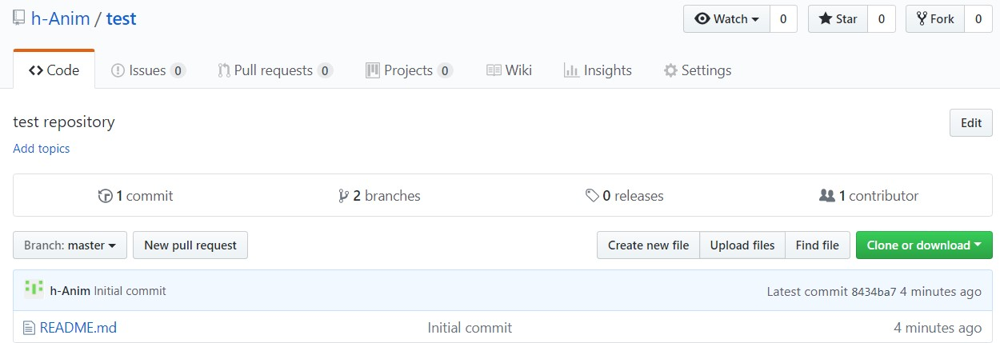 h-Anim / test
Watch 0 Star 0 Fork 0
Code Issues 0 Pull requests 0 Projects 0 Wiki Insights Settings
test repository
Edit
Add topics
1 commit 2 branches 0 releases 1 contributor
Branch: master New pull request Create new file Upload files Find file Clone or download
h-Anim Initial commit Latest commit 8434ba7 4 minutes ago
README.md Initial commit 4 minutes ago